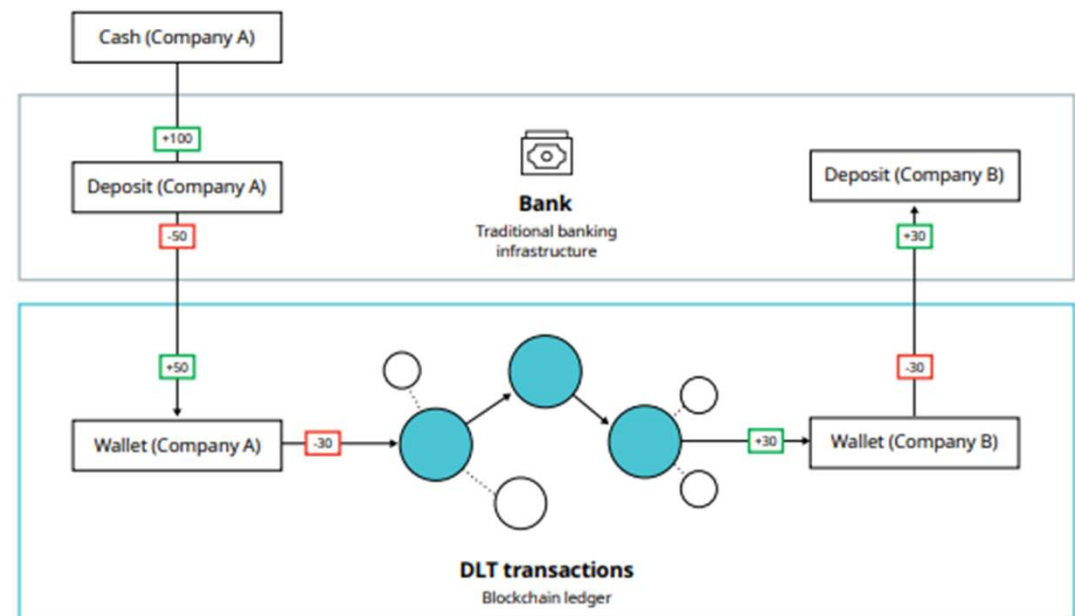 Cash (Company A)
+100
Deposit (Company A)
-50
Bank
Traditional banking
infrastructure
Deposit (Company B)
+30
+50
-30
Wallet (Company A)
-30
+30
Wallet (Company B)
DLT transactions
Blockchain ledger